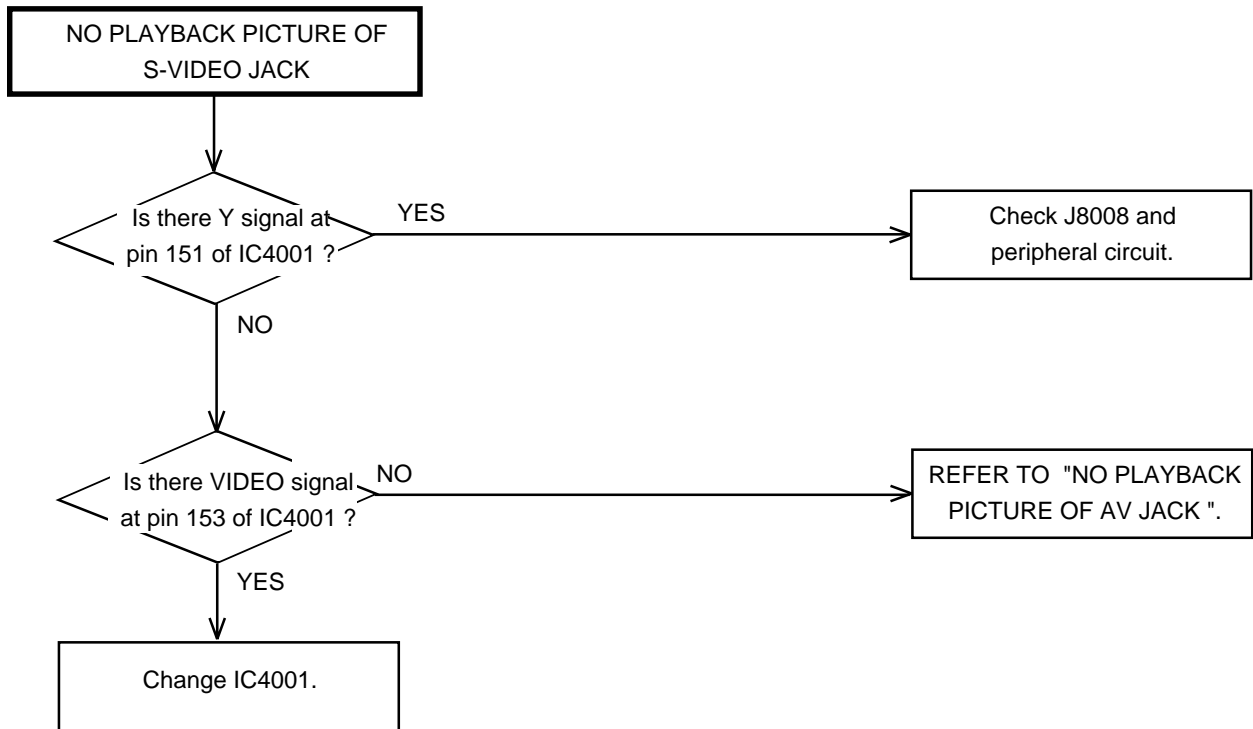 NO PLAYBACK PICTURE OF
S-VIDEO JACK
Is there Y signal at
pin 151 of IC4001 ?
YES
Check J8008 and
peripheral circuit.
NO
Is there VIDEO signal
at pin 153 of IC4001 ?
NO
REFER TO "NO PLAYBACK
PICTURE OF AV JACK ".
YES
Change IC4001.